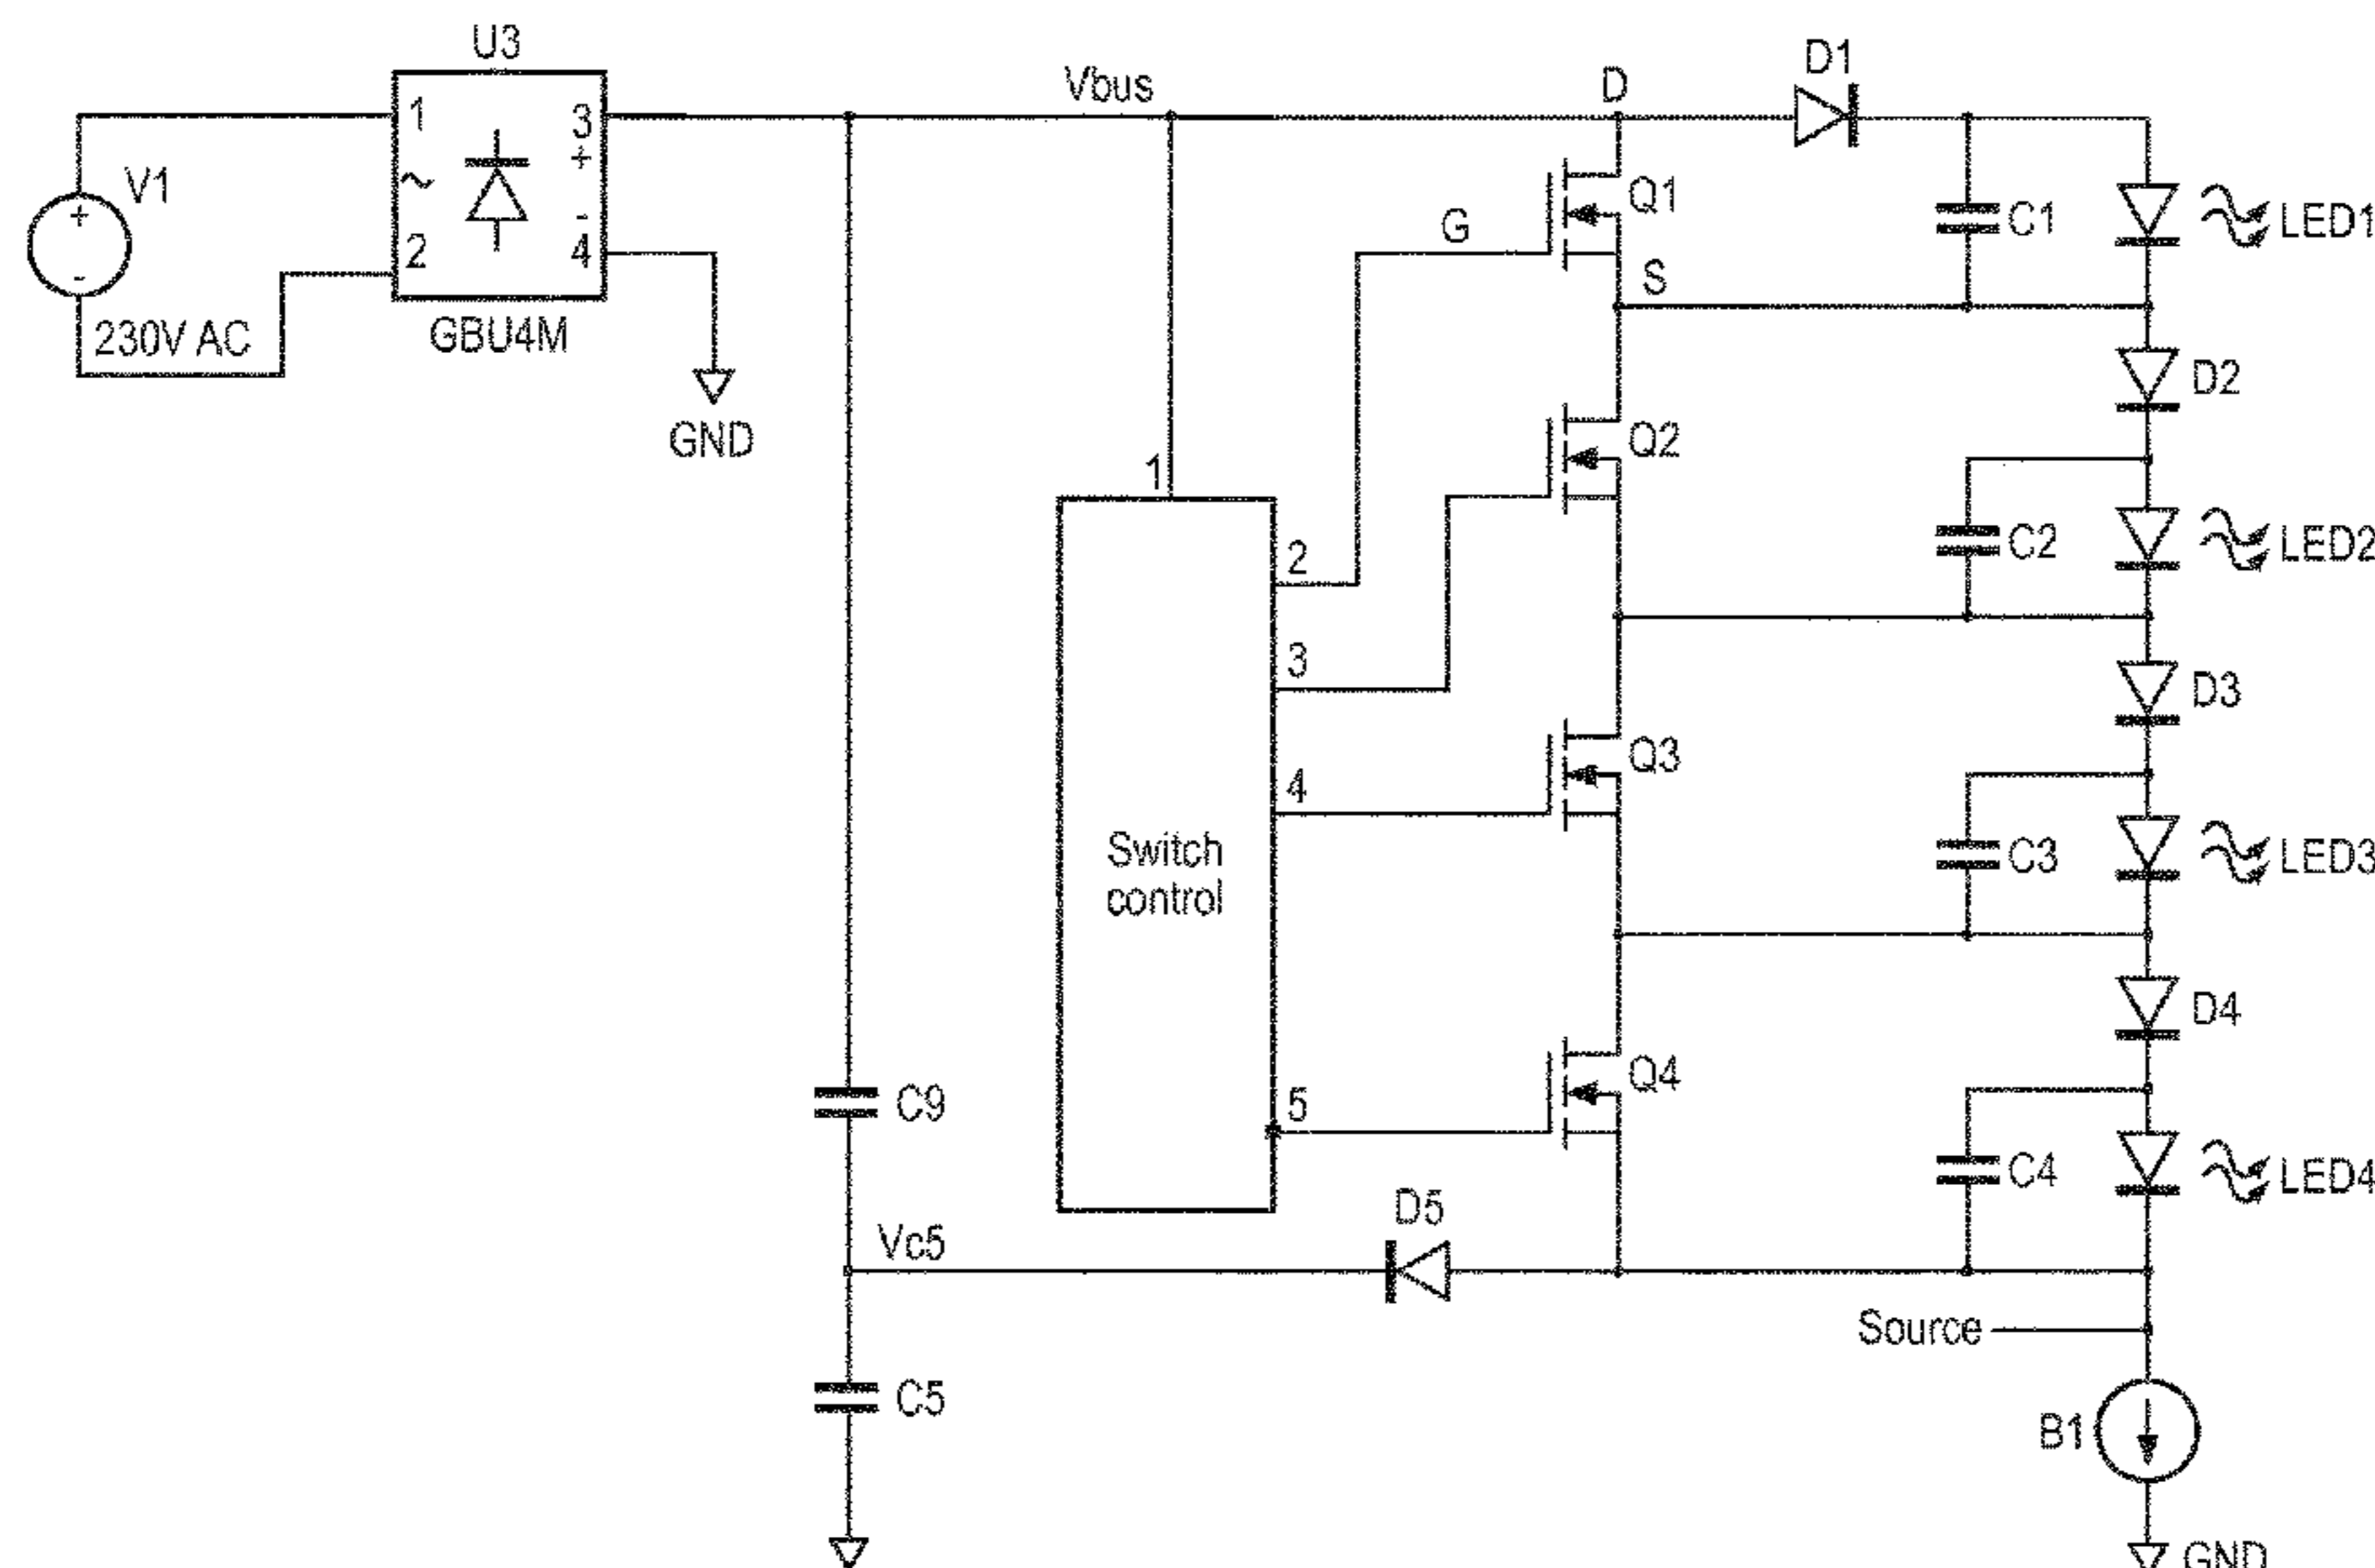 U3
1
3
+
~
-
2
4
GBU4M
V1
+
-
230V AC
GND
Vbus
D
D1
G
Q1
S
C1
LED1
D2
Q2
C2
LED2
1
2
3
4
5
Switch
control
D3
Q3
C3
LED3
D4
Q4
C4
LED4
C9
Vc5
D5
C5
Source
B1
GND